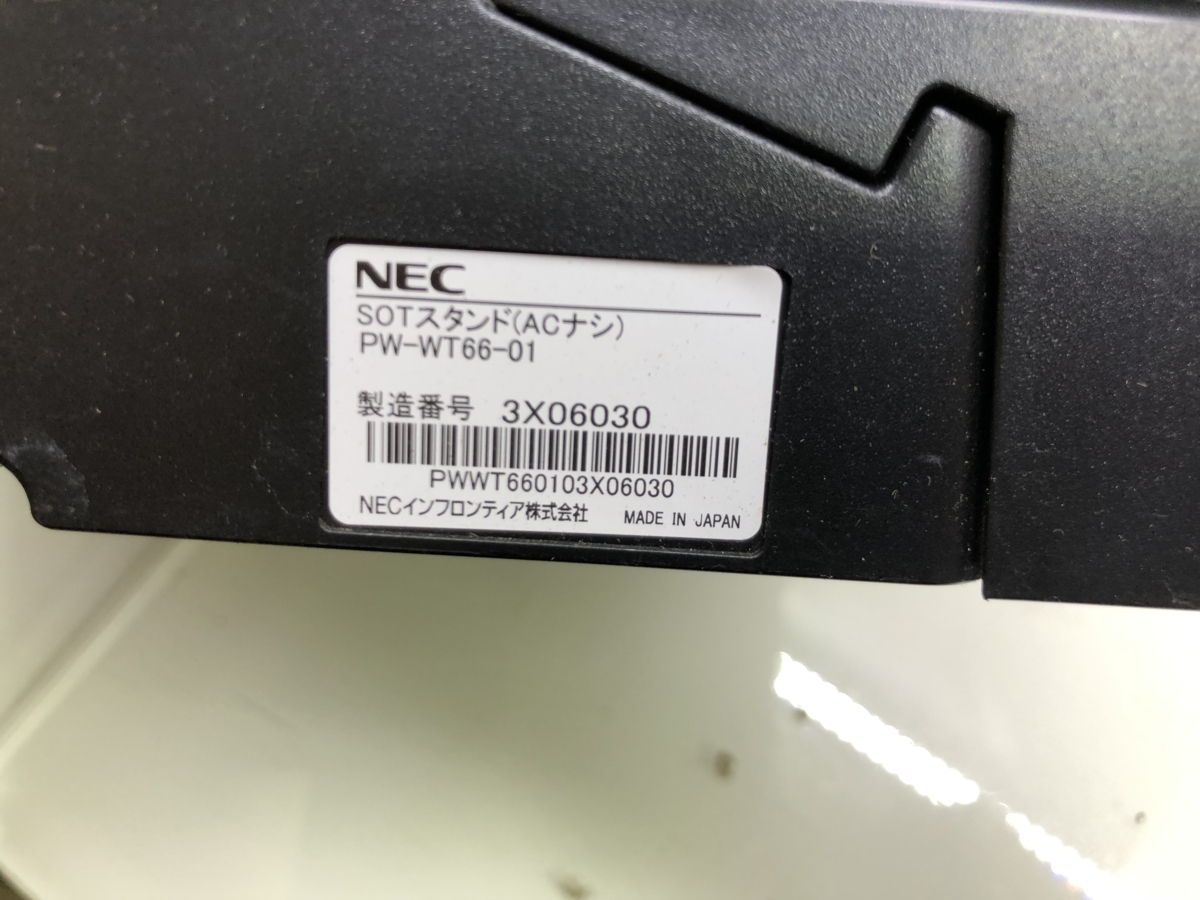 NEC
SOTスタンド(ACナシ)
PW-WT66-01
製造番号 3X06030
PWWT660103X06030
NECインフロンティア株式会社 MADE IN JAPAN